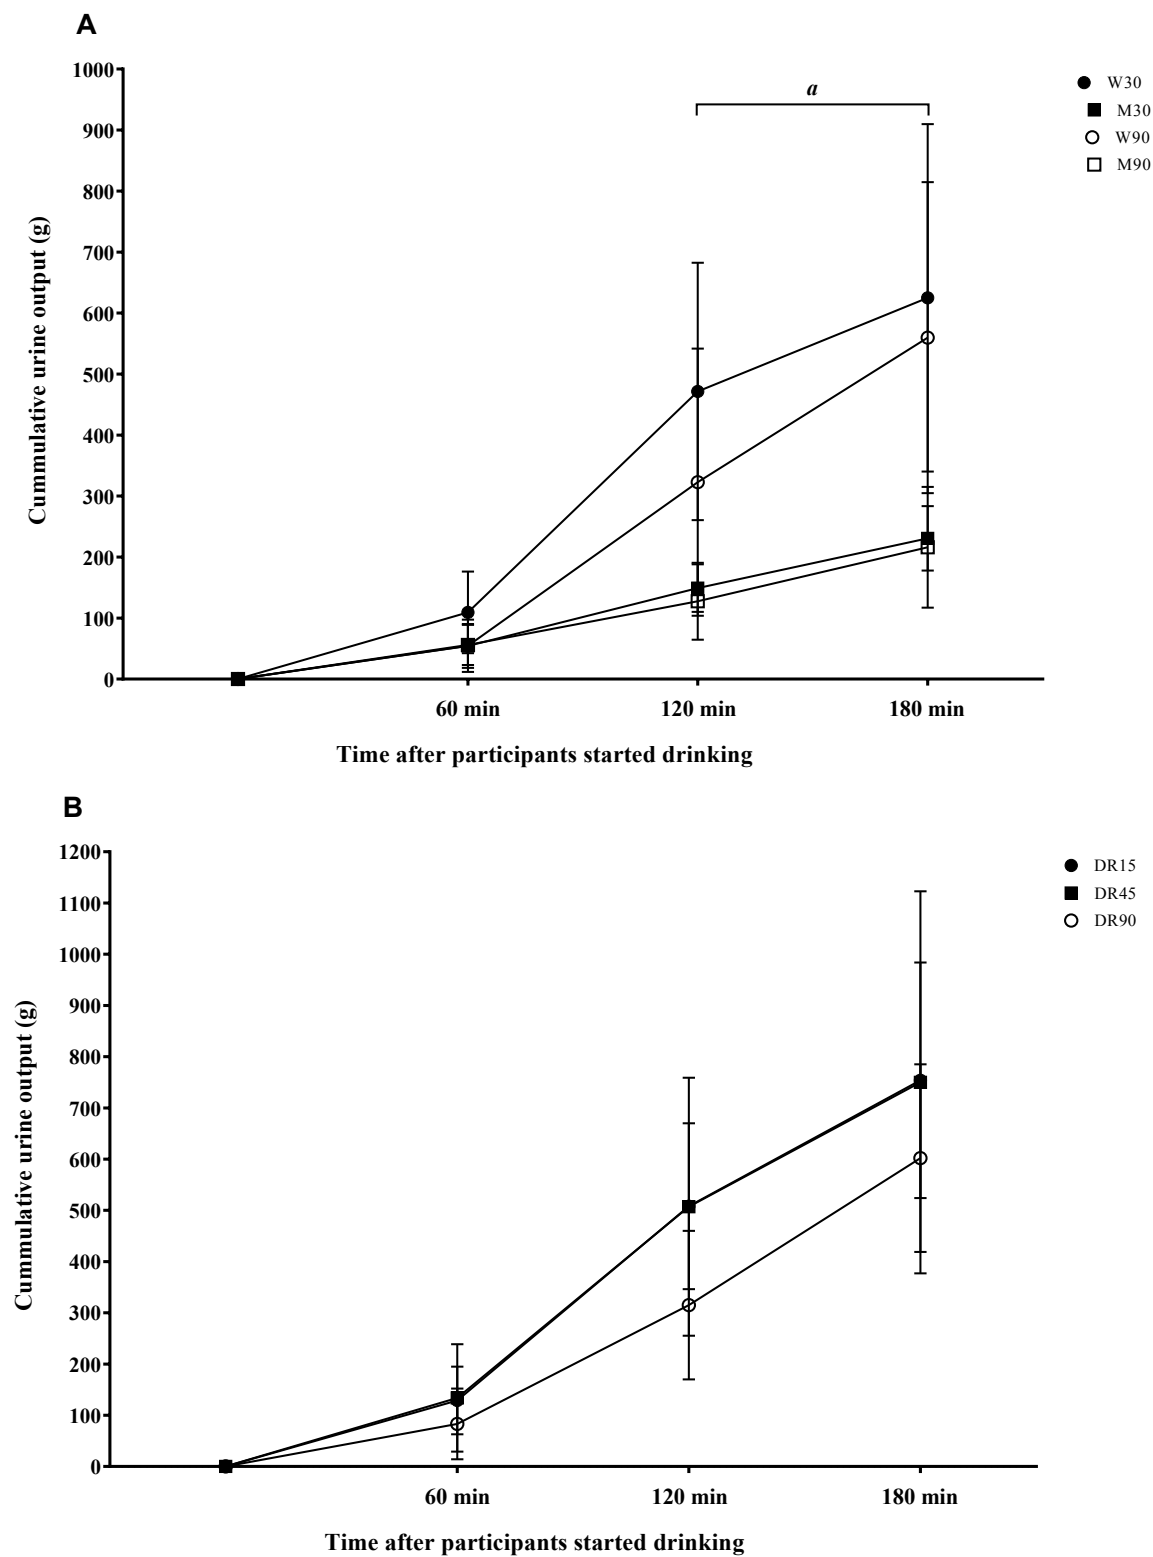 A
1000
900
800
700
600
500
400
300
200
100
0
Cummulative urine output (g)
a
W30
M30
W90
M90
60 min
120 min
180 min
Time after participants started drinking
B
1200
1100
1000
900
800
700
600
500
400
300
200
100
0
Cummulative urine output (g)
DR15
DR45
DR90
60 min
120 min
180 min
Time after participants started drinking